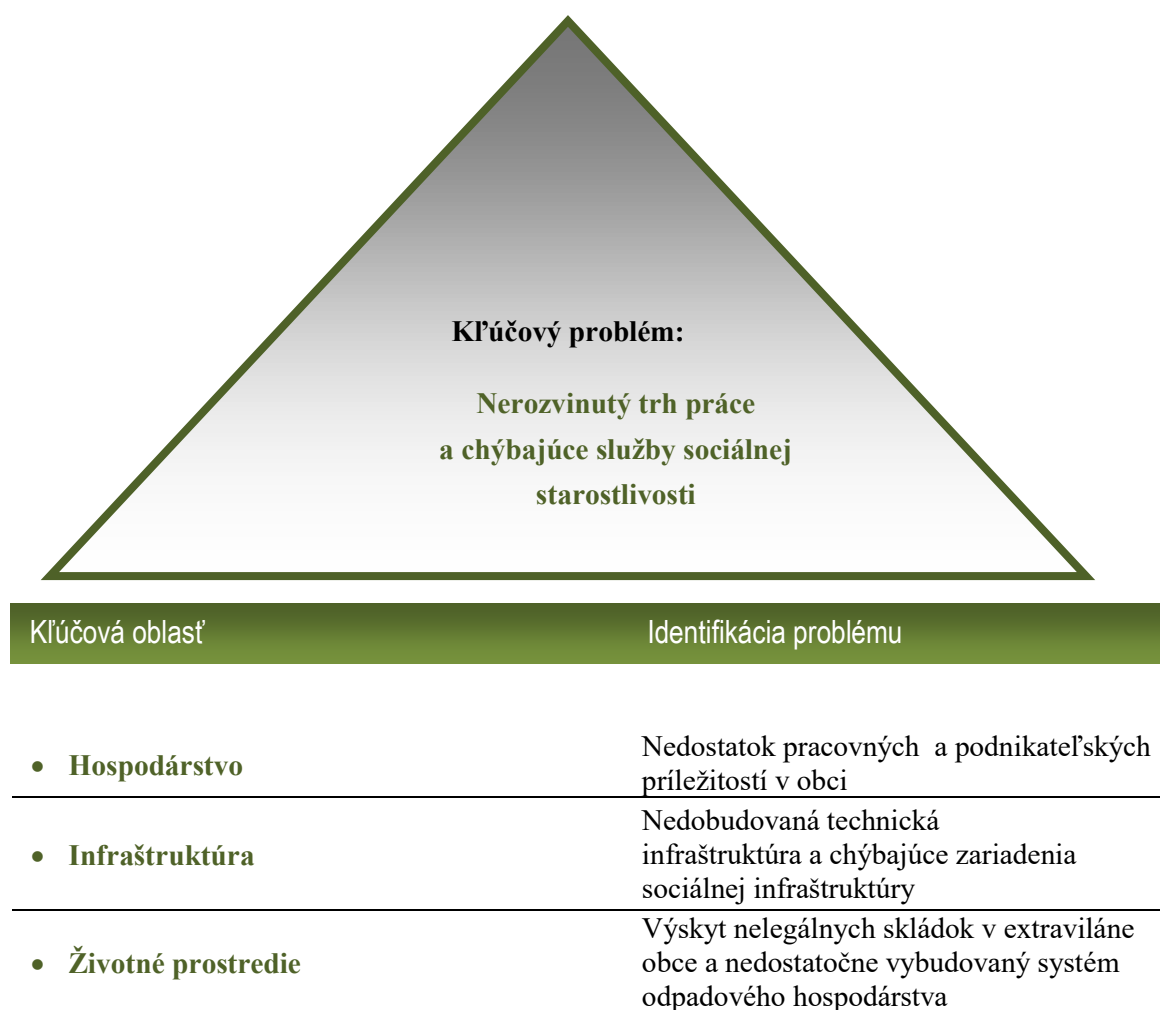 Kľúčový problém:
Nerozvinutý trh práce
a chýbajúce služby sociálnej
starostlivosti
Kľúčová oblasť Identifikácia problému
• Hospodárstvo
Nedostatok pracovných a podnikateľských
príležitostí v obci
• Infraštruktúra
Nedobudovaná technická
infraštruktúra a chýbajúce zariadenia
sociálnej infraštruktúry
• Životné prostredie
Výskyt nelegálnych skládok v extraviláne
obce a nedostatočne vybudovaný systém
odpadového hospodárstva